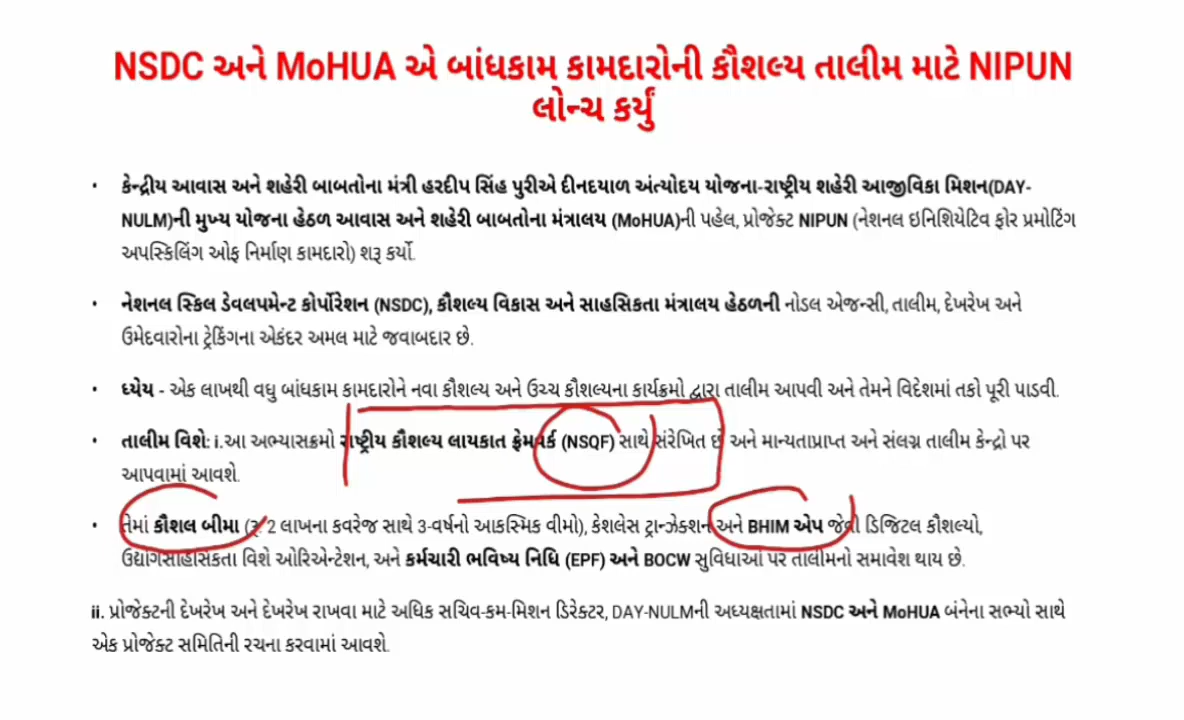 NSDC અને MoHUA એ બાંધકામ કામદારોની કૌશલ્ય તાલીમ માટે NIPUN
લોન્ચ કર્યું
• કેન્દ્રીય આવાસ અને શહેરી બાબતોના મંત્રી હરદીપ સિંહ પુરીએ દીનદયાળ અંત્યોદય યોજના-રાષ્ટ્રીય શહેરી આજીવિકા મિશન(DAY-
NULM)ની મુખ્ય યોજના હેઠળ આવાસ અને શહેરી બાબતોના મંત્રાલય (MoHUA)ની પહેલ, પ્રોજેક્ટ NIPUN (નેશનલ ઇનિશિયેટિવ ફોર પ્રમોટિંગ
અપસ્કિલિંગ ઓફ નિર્માણ કામદારો) શરૂ કર્યો.
• નેશનલ સ્કિલ ડેવલપમેન્ટ કોર્પોરેશન (NSDC), કૌશલ્ય વિકાસ અને સાહસિકતા મંત્રાલય હેઠળની નોડલ એજન્સી, તાલીમ, દેખરેખ અને
ઉમેદવારોના ટ્રેકિંગના એકંદર અમલ માટે જવાબદાર છે.
• ધ્યેય - એક લાખથી વધુ બાંધકામ કામદારોને નવા કૌશલ્ય અને ઉચ્ચ કૌશલ્યના કાર્યક્રમો દ્વારા તાલીમ આપવી અને તેમને વિદેશમાં તકો પૂરી પાડવી.
• તાલીમ વિશે: i.આ અભ્યાસક્રમો રાષ્ટ્રીય કૌશલ્ય લાયકાત ફ્રેમવર્ક (NSQF) સાથે સંરેખિત છે અને માન્યતાપ્રાપ્ત અને સંલગ્ન તાલીમ કેન્દ્રો પર
આપવામાં આવશે.
• તેમાં કૌશલ બીમા (રૂ. 2 લાખના કવરેજ સાથે 3-વર્ષનો આકસ્મિક વીમો), કેશલેસ ટ્રાન્ઝેક્શન અને BHIM એપ જેવી ડિજિટલ કૌશલ્યો,
ઉદ્યોગસાહસિકતા વિશે ઓરિએન્ટેશન, અને કર્મચારી ભવિષ્ય નિધિ (EPF) અને BOCW સુવિધાઓ પર તાલીમનો સમાવેશ થાય છે.
ii. પ્રોજેક્ટની દેખરેખ અને દેખરેખ રાખવા માટે અધિક સચિવ-કમ-મિશન ડિરેક્ટર, DAY-NULMની અધ્યક્ષતામાં NSDC અને MoHUA બંનેના સભ્યો સાથે
એક પ્રોજેક્ટ સમિતિની રચના કરવામાં આવશે.